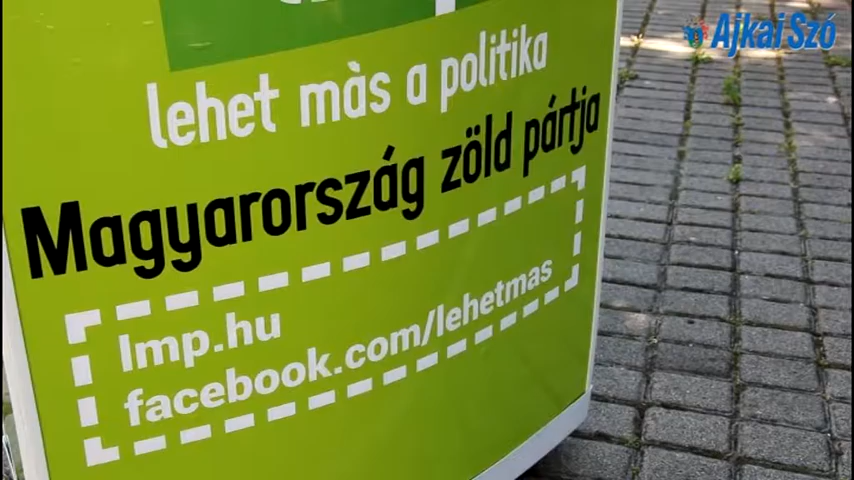 Ajkai Szó
lehet màs a politika
Magyarország zöld pártja
lmp.hu
facebook.com/lehetmas